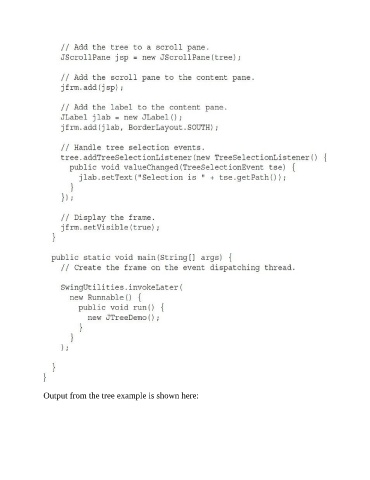 // Add the tree to a scroll pane.
JScrollPane jsp = new JScrollPane(tree);
// Add the scroll pane to the content pane.
jfrm.add(jsp);
// Add the label to the content pane.
JLabel jlab = new JLabel();
jfrm.add(jlab, BorderLayout.SOUTH);
// Handle tree selection events.
tree.addTreeSelectionListener(new TreeSelectionListener() {
public void valueChanged(TreeSelectionEvent tse) {
jlab.setText("Selection is " + tse.getPath());
}
});
// Display the frame.
jfrm.setVisible(true);
}
public static void main(String[] args) {
// Create the frame on the event dispatching thread.
SwingUtilities.invokeLater(
new Runnable() {
public void run() {
new JTreeDemo();
}
}
);
}
}
Output from the tree example is shown here: